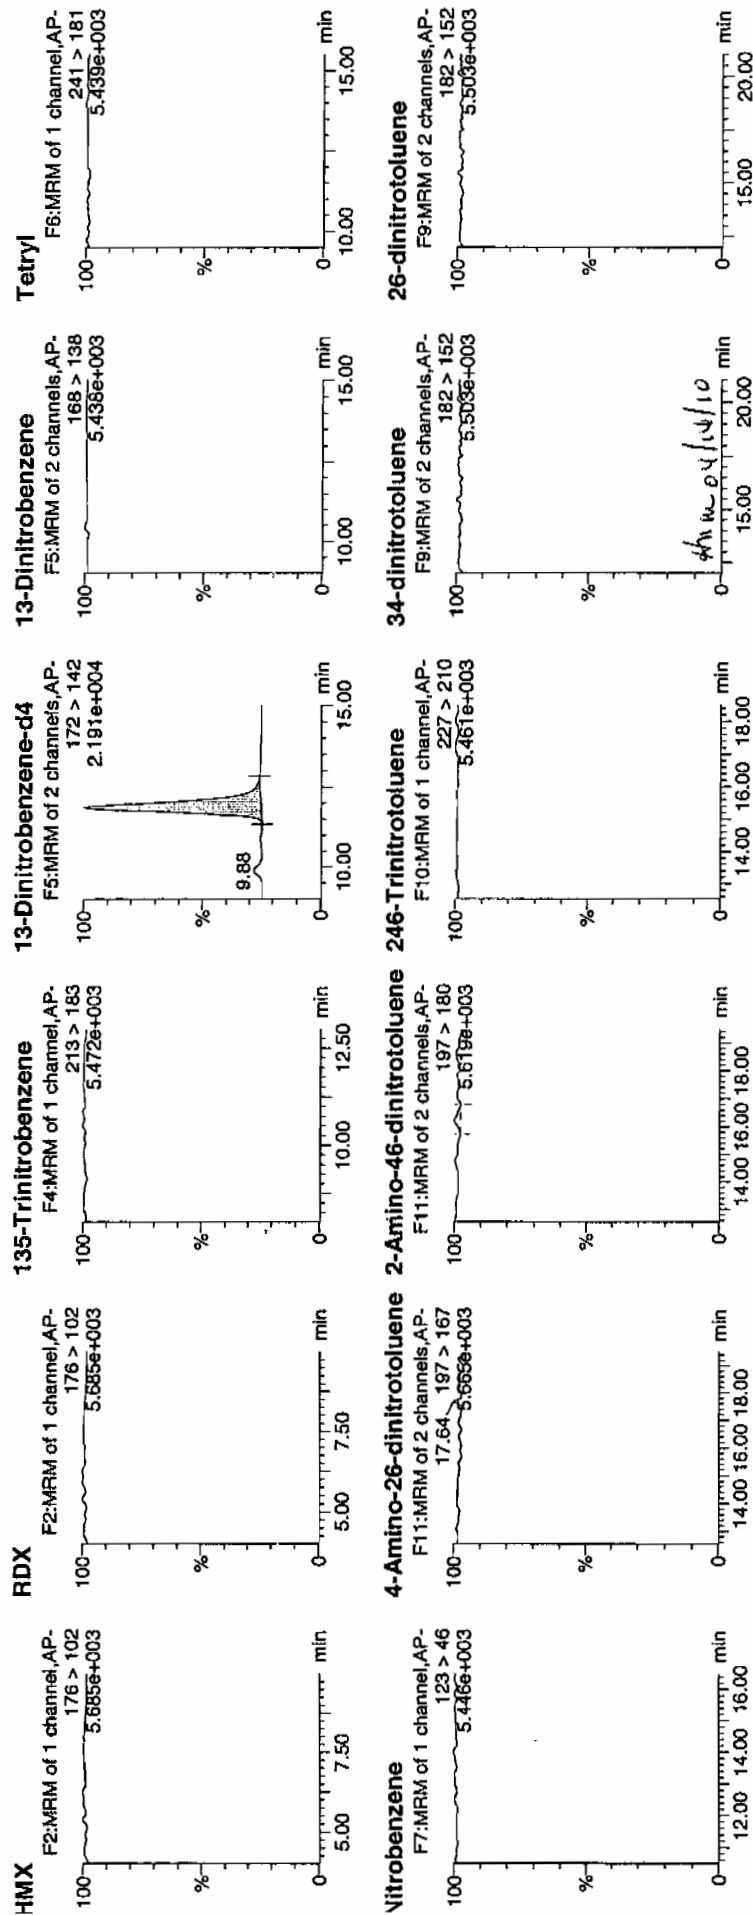 HMX
F2:MRM of 1 channel,AP-
176 > 102
5.685e+003
100
%
0
5.00 7.50 min
RDX
F2:MRM of 1 channel,AP-
176 > 102
5.685e+003
100
%
0
5.00 7.50 min
135-Trinitrobenzene
F4:MRM of 1 channel,AP-
213 > 183
5.472e+003
100
%
0
10.00 12.50 min
13-Dinitrobenzene-d4
F5:MRM of 2 channels,AP-
172 > 142
2.191e+004
100
9.88
%
0
10.00 15.00 min
13-Dinitrobenzene
F5:MRM of 2 channels,AP-
168 > 138
5.438e+003
100
%
0
10.00 15.00 min
Tetryl
F6:MRM of 1 channel,AP-
241 > 181
5.439e+003
100
%
0
10.00 15.00 min
Nitrobenzene
F7:MRM of 1 channel,AP-
123 > 46
5.446e+003
100
%
0
12.00 14.00 16.00 min
4-Amino-26-dinitrotoluene
F11:MRM of 2 channels,AP-
17.64 197 > 167
5.665e+003
100
%
0
14.00 16.00 18.00 min
2-Amino-46-dinitrotoluene
F11:MRM of 2 channels,AP-
197 > 180
5.619e+003
100
%
0
14.00 16.00 18.00 min
246-Trinitrotoluene
F10:MRM of 1 channel,AP-
227 > 210
5.461e+003
100
%
0
14.00 16.00 18.00 min
34-dinitrotoluene
F9:MRM of 2 channels,AP-
182 > 152
5.503e+003
100
%
04/14/10
0
15.00 20.00 min
26-dinitrotoluene
F9:MRM of 2 channels,AP-
182 > 152
5.503e+003
100
%
0
15.00 20.00 min